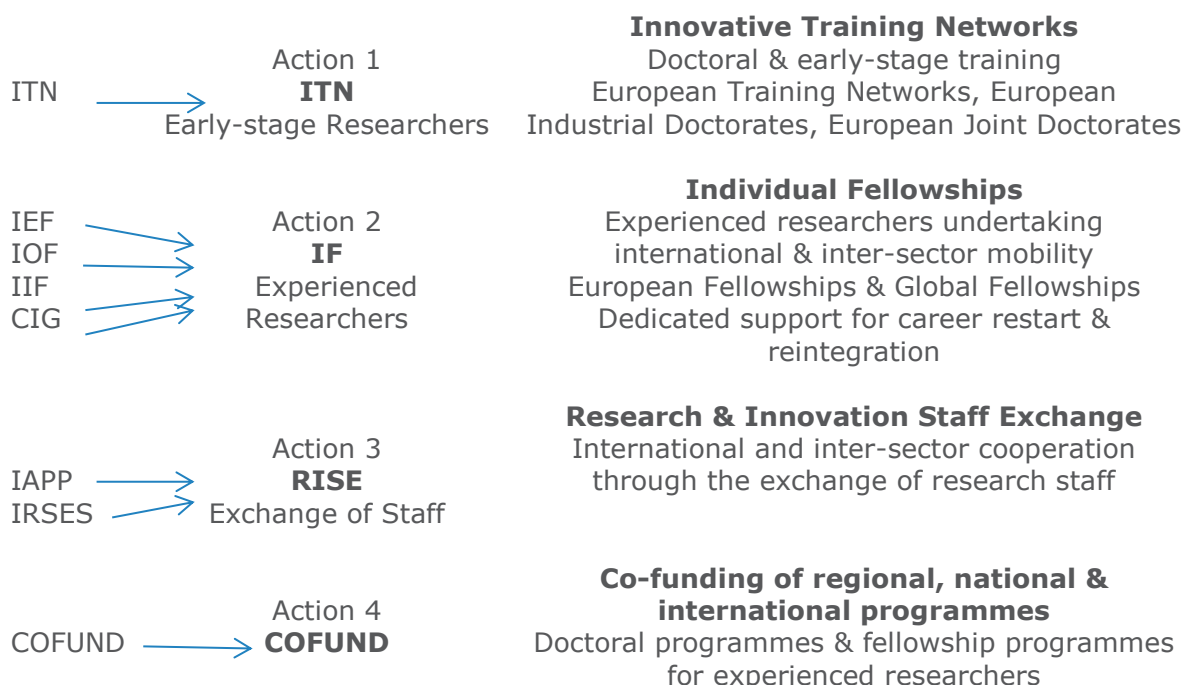 ITN
Action 1
ITN
Early-stage Researchers
Innovative Training Networks
Doctoral & early-stage training
European Training Networks, European
Industrial Doctorates, European Joint Doctorates
IEF
IOF
IIF
CIG
Action 2
IF
Experienced
Researchers
Individual Fellowships
Experienced researchers undertaking
international & inter-sector mobility
European Fellowships & Global Fellowships
Dedicated support for career restart &
reintegration
IAPP
IRSES
Action 3
RISE
Exchange of Staff
Research & Innovation Staff Exchange
International and inter-sector cooperation
through the exchange of research staff
COFUND
Action 4
COFUND
Co-funding of regional, national &
international programmes
Doctoral programmes & fellowship programmes
for experienced researchers